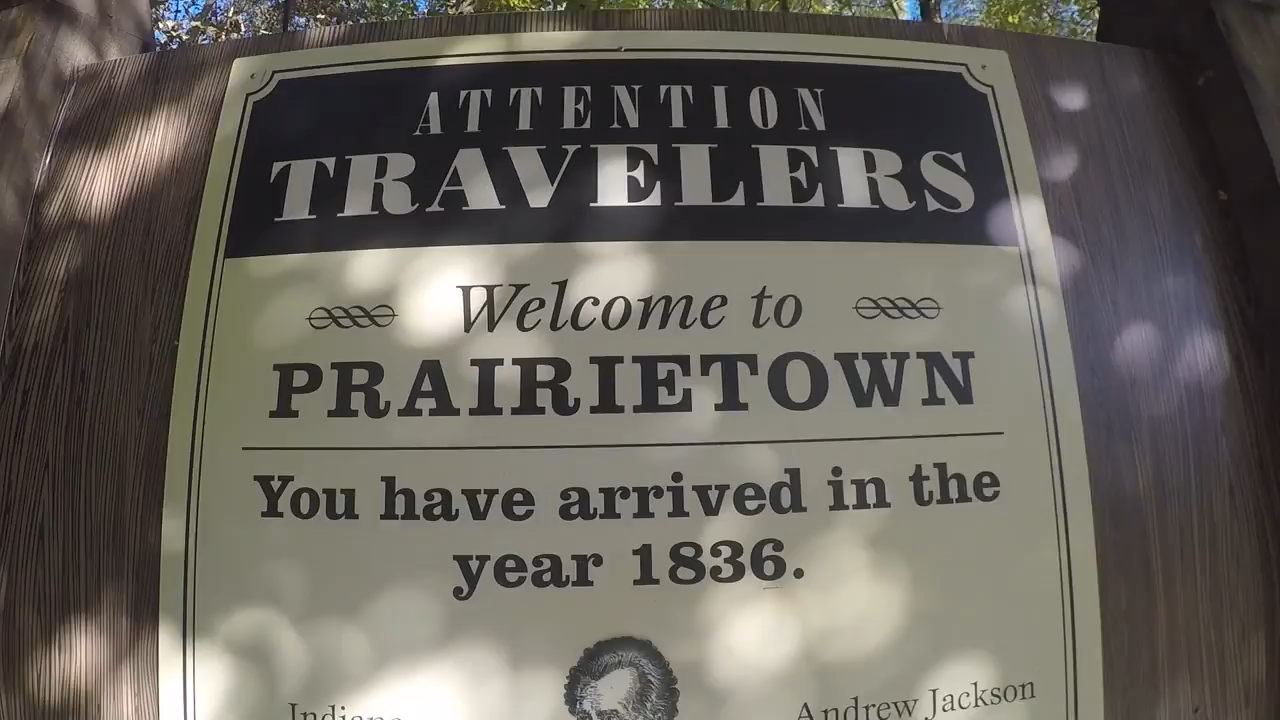 ATTENTION
TRAVELERS
Welcome to
PRAIRIETOWN
You have arrived in the
year 1836.
Andrew Jackson